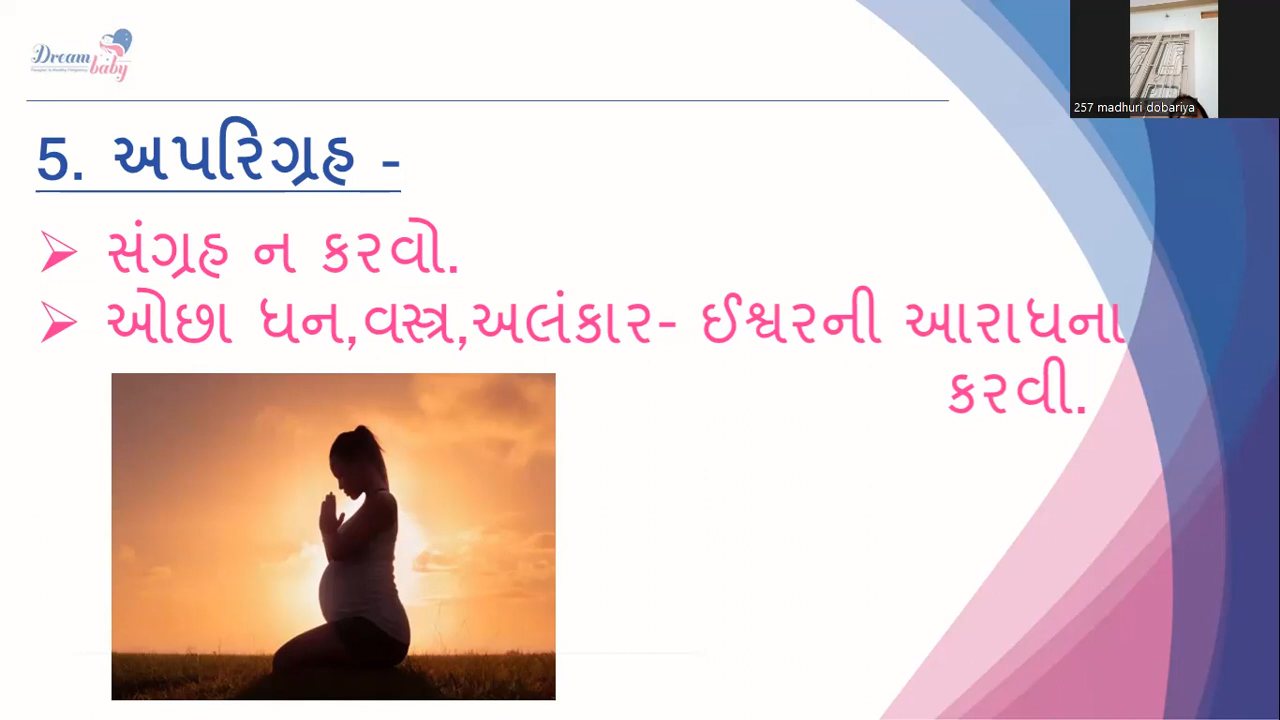 Dream
baby
257 madhuri dobariya
5. અપરિગ્રહ -
➢ સંગ્રહ ન કરવો.
➢ ઓછા ધન,વસ્ત્ર,અલંકાર- ઈશ્વરની આરાધના
કરવી.